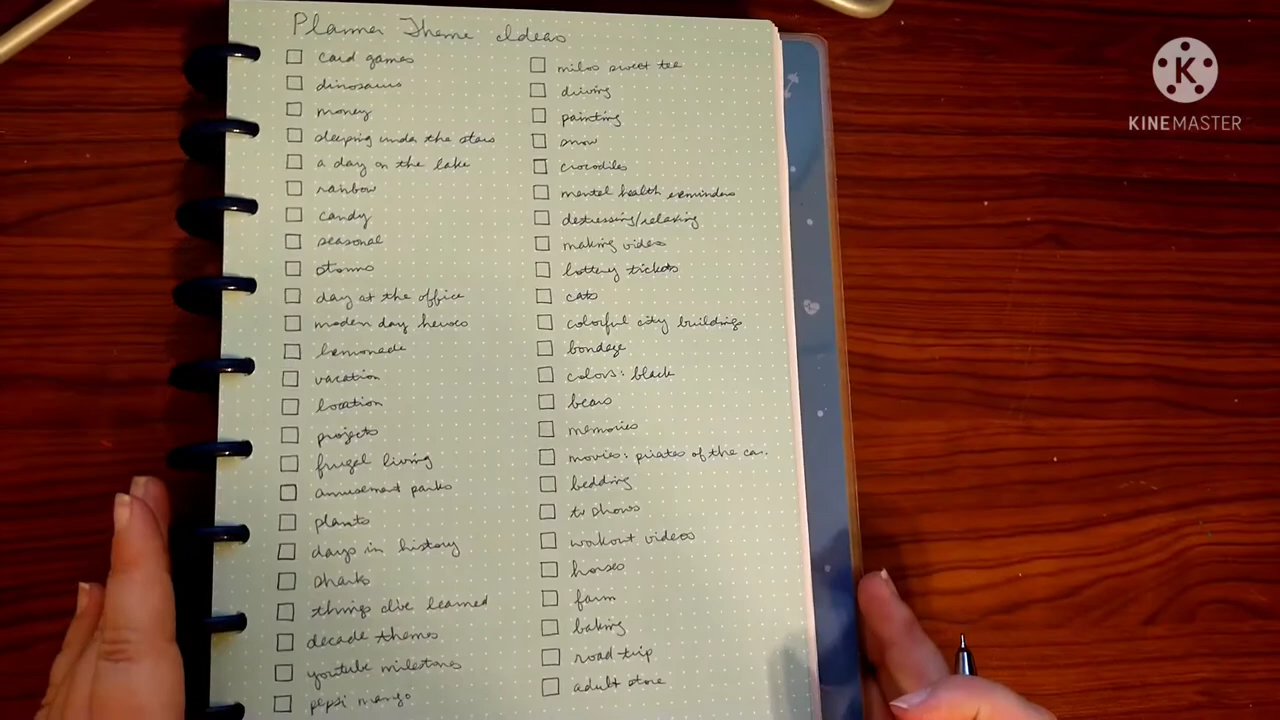 Planner Theme Ideas
card games
dinosaurs
money
sleeping under the stars
a day on the lake
rainbow
candy
seasonal
storms
day at the office
modern day heroes
lemonade
vacation
location
projects
frugal living
amusement parks
plants
days in history
sharks
things I've learned
decade themes
youtube milestones
pepsi mango
milos sweet tea
driving
painting
snow
crocodiles
mental health reminders
destressing/relaxing
making videos
lottery tickets
cats
colorful city buildings
bondage
colors: black
bears
memories
movies: pirates of the car.
bedding
tv shows
workout videos
horses
farm
baking
road trip
adult store
K
KINEMASTER